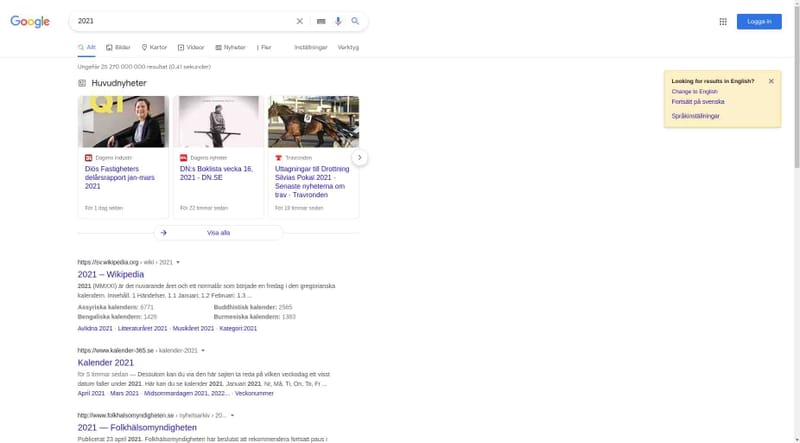 Google
2021
Logga in
Allt Bilder Kartor Videor Nyheter Fler Inställningar Verktyg
Ungefär 25 270 000 000 resultat (0,41 sekunder)
Looking for results in English?
Change to English
Fortsätt på svenska
Språkinställningar
Huvudnyheter
Dagens industri
Diös Fastigheters
delårsrapport jan-mars
2021
För 1 dag sedan
Dagens nyheter
DN:s Boklista vecka 16,
2021 - DN.SE
För 22 timmar sedan
Travronden
Uttagningar till Drottning
Silvias Pokal 2021 -
Senaste nyheterna om
trav - Travronden
För 18 timmar sedan
Visa alla
https://sv.wikipedia.org › wiki › 2021
2021 – Wikipedia
2021 (MMXXI) är det nuvarande året och ett normalår som började en fredag i den gregorianska
kalendern. Innehåll. 1 Händelser. 1.1 Januari; 1.2 Februari; 1.3 ...
Assyriska kalendern: 6771 Buddhistisk kalender: 2565
Bengaliska kalendern: 1428 Burmesiska kalendern: 1383
Avlidna 2021 · Litteraturåret 2021 · Musikåret 2021 · Kategori:2021
https://www.kalender-365.se › kalender-2021
Kalender 2021
för 5 timmar sedan — Dessutom kan du via den här sajten ta reda på vilken veckodag ett visst
datum faller under 2021. Här kan du se kalender 2021. Januari 2021. Nr, Må, Ti, On, To, Fr ...
April 2021 · Mars 2021 · Midsommardagen 2021, 2022... · Veckonummer
http://www.folkhalsomyndigheten.se › nyhetsarkiv › 20...
2021 — Folkhälsomyndigheten
Publicerat 23 april 2021. Folkhälsomyndigheten har beslutat att rekommendera fortsatt paus i